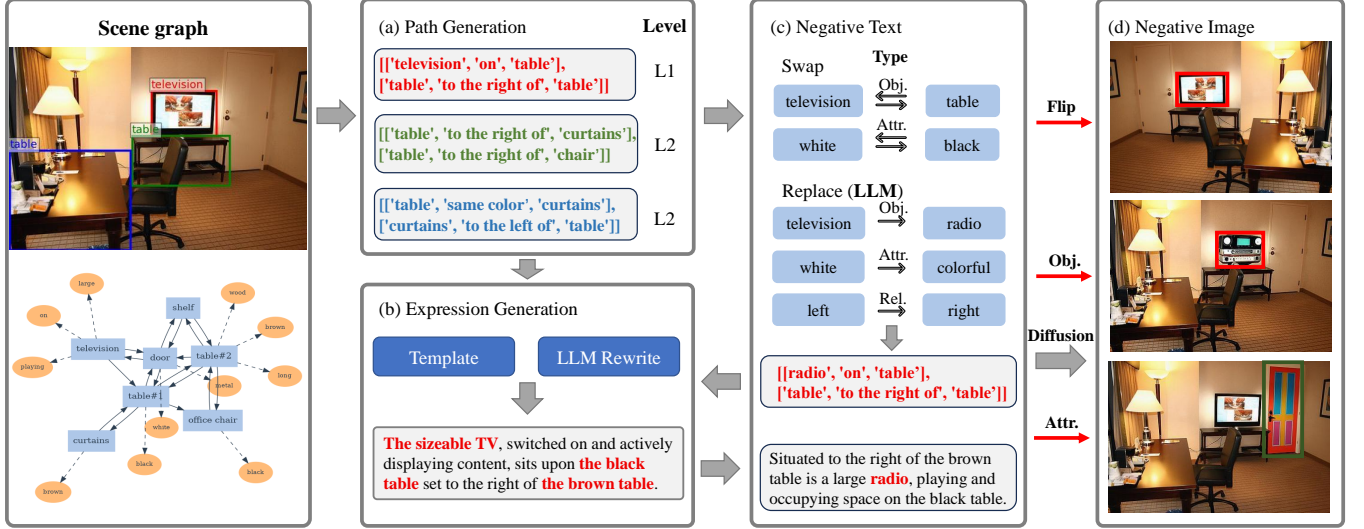 Scene graph
television
table
table
large
wood
on
shelf
brown
television
door
table#2
playing
metal
long
table#1
office chair
curtains
white
black
black
brown
(a) Path Generation
Level
[['television', 'on', 'table'],
['table', 'to the right of', 'table']]
L1
[['table', 'to the right of', 'curtains'],
['table', 'to the right of', 'chair']]
L2
[['table', 'same color', 'curtains'],
['curtains', 'to the left of', 'table']]
L2
(b) Expression Generation
Template
LLM Rewrite
The sizeable TV, switched on and actively
displaying content, sits upon the black
table set to the right of the brown table.
(c) Negative Text
Swap
Type
television
Obj.
table
white
Attr.
black
Replace (LLM)
television
Obj.
radio
white
Attr.
colorful
left
Rel.
right
[[radio', 'on', 'table'],
['table', 'to the right of', 'table']]
Situated to the right of the brown
table is a large radio, playing and
occupying space on the black table.
Flip
Obj.
Diffusion
Attr.
(d) Negative Image